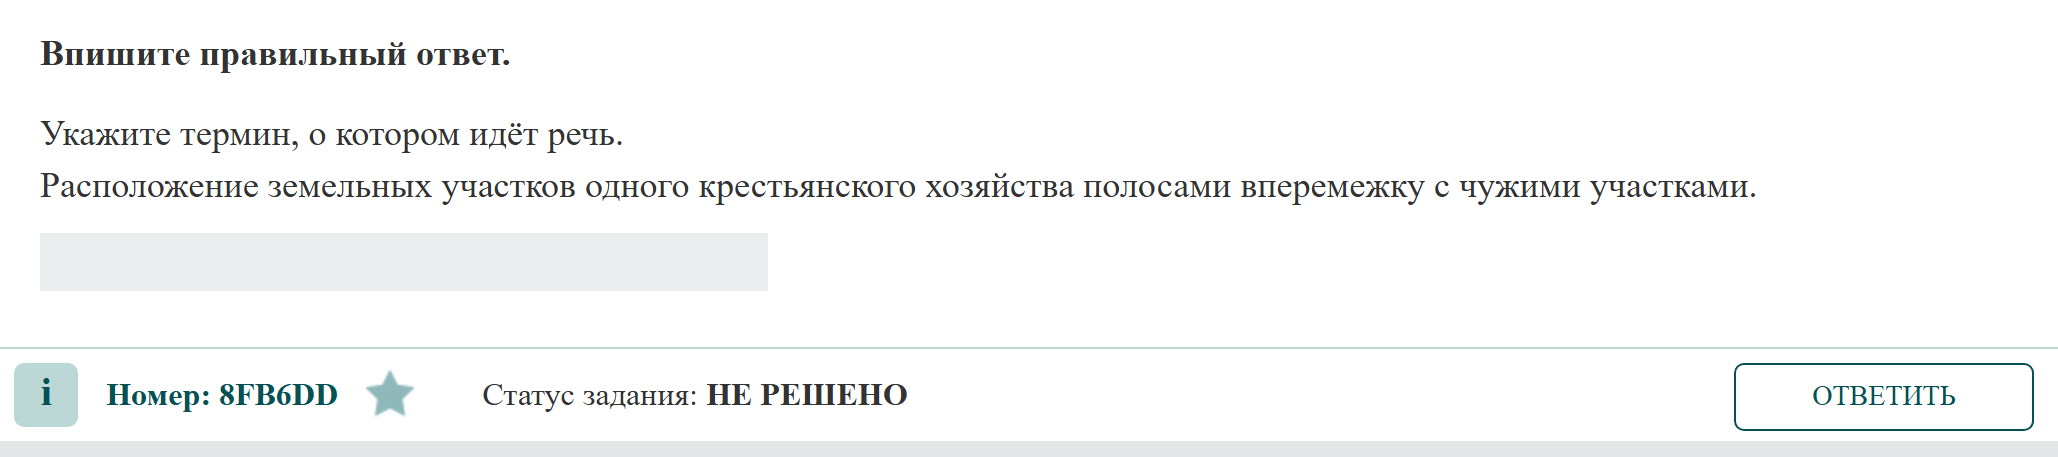 Впишите правильный ответ.
Укажите термин, о котором идёт речь.
Расположение земельных участков одного крестьянского хозяйства полосами вперемежку с чужими участками.
i Номер: 8FB6DD Статус задания: НЕ РЕШЕНО ОТВЕТИТЬ